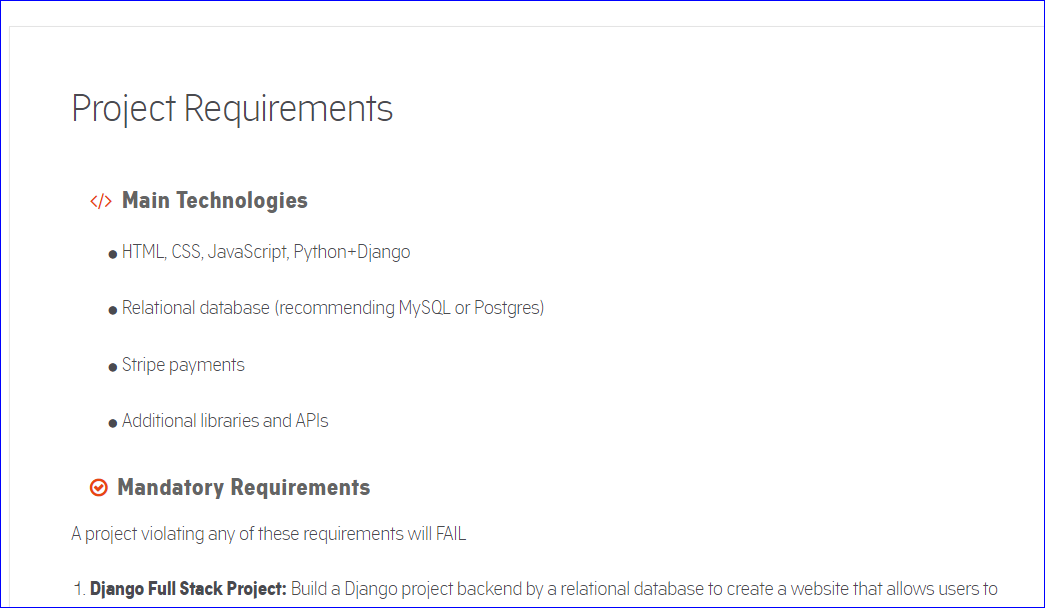 Project Requirements
</> Main Technologies
● HTML, CSS, JavaScript, Python+Django
● Relational database (recommending MySQL or Postgres)
● Stripe payments
● Additional libraries and APIs
Mandatory Requirements
A project violating any of these requirements will FAIL
1. Django Full Stack Project: Build a Django project backend by a relational database to create a website that allows users to